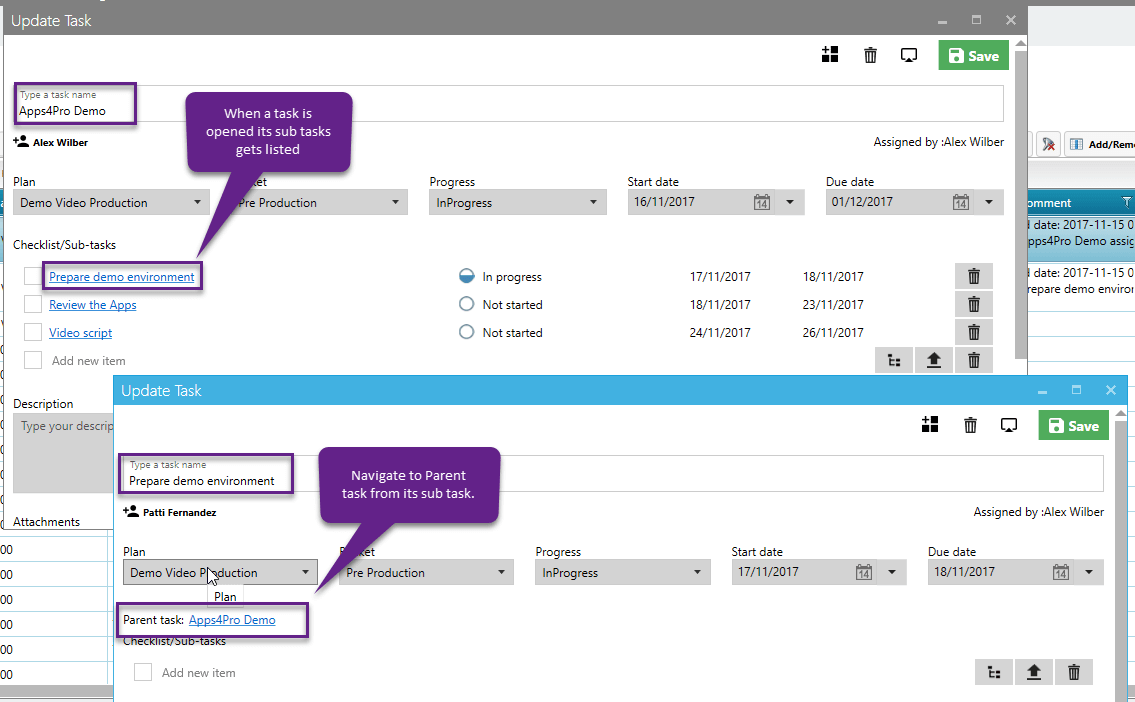 Update Task
Save
Type a task name
Apps4Pro Demo
When a task is
opened its sub tasks
gets listed
Alex Wilber
Assigned by :Alex Wilber
Plan
ket
Progress
Start date
Due date
Demo Video Production
Pre Production
InProgress
16/11/2017
14
01/12/2017
14
Add/Rem
omment
Checklist/Sub-tasks
d date: 2017-11-15 0
pps4Pro Demo assig
Prepare demo environment
In progress
17/11/2017
18/11/2017
d date: 2017-11-15 0
repare demo environ
Review the Apps
Not started
18/11/2017
23/11/2017
Video script
Not started
24/11/2017
26/11/2017
Add new item
Description
Type your descrip
Attachments
00
00
00
00
00
00
Update Task
Save
Type a task name
Prepare demo environment
Navigate to Parent
task from its sub task.
Patti Fernandez
Assigned by :Alex Wilber
Plan
ket
Progress
Start date
Due date
Demo Video Production
Pre Production
InProgress
17/11/2017
14
18/11/2017
14
Plan
Parent task: Apps4Pro Demo
Checklist/Sub-tasks
Add new item